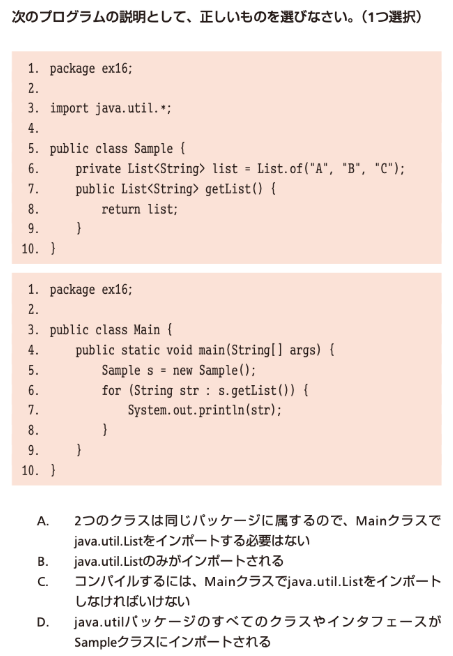 次のプログラムの説明として、正しいものを選びなさい。（1つ選択）
1. package ex16;
2.
3. import java.util.*;
4.
5. public class Sample {
6.     private List<String> list = List.of("A", "B", "C");
7.     public List<String> getList() {
8.         return list;
9.     }
10. }
1. package ex16;
2.
3. public class Main {
4.     public static void main(String[] args) {
5.         Sample s = new Sample();
6.         for (String str : s.getList()) {
7.             System.out.println(str);
8.         }
9.     }
10. }
A. 2つのクラスは同じパッケージに属するので、Mainクラスで
java.util.Listをインポートする必要はない
B. java.util.Listのみがインポートされる
C. コンパイルするには、Mainクラスでjava.util.Listをインポート
しなければいけない
D. java.utilパッケージのすべてのクラスやインタフェースが
Sampleクラスにインポートされる